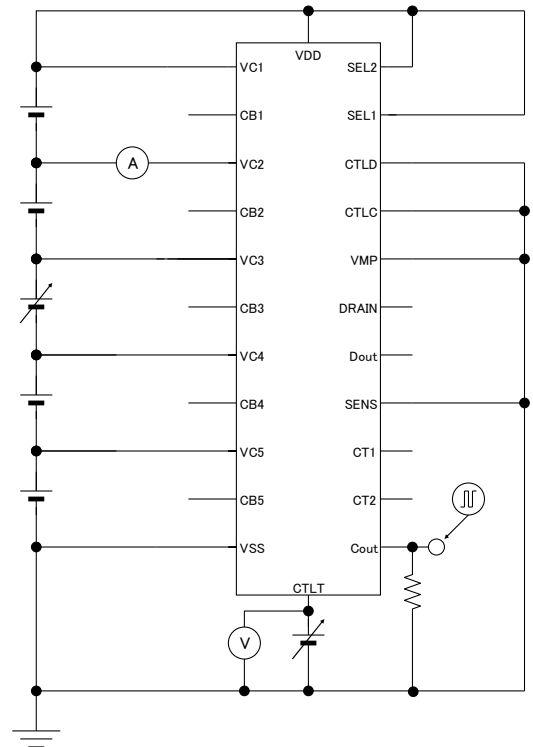 VDD
VC1
SEL2
CB1
SEL1
A
VC2
CTLD
CB2
CTLC
VC3
VMP
CB3
DRAIN
VC4
Dout
CB4
SENS
VC5
CT1
CB5
CT2
VSS
Cout
CTLT
V